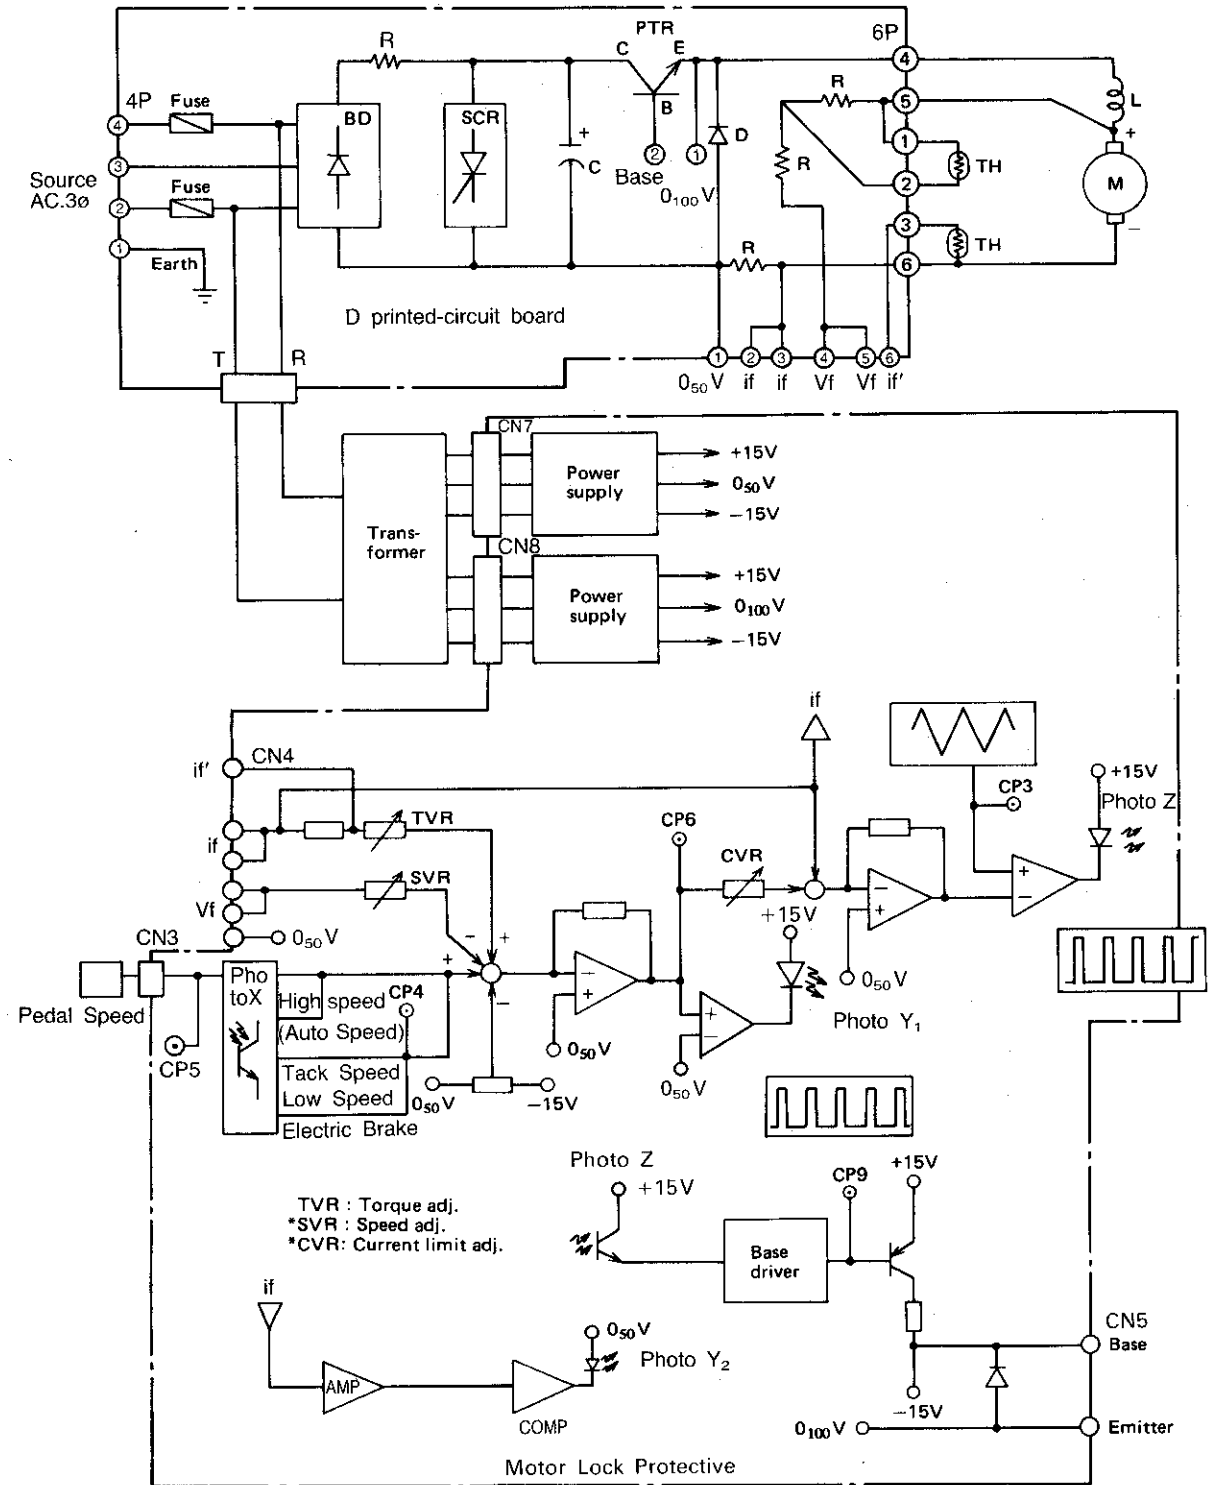 PTR
R
C
E
6P
4
4P
Fuse
BD
SCR
+
C
B
2
Base
1
0₁₀₀V
D
R
5
1
2
TH
3
TH
6
L
+
M
−
4
3
Source
AC.3ø
Fuse
2
1
Earth
R
R
D printed-circuit board
T
R
1
2
3
4
5
6
0₅₀V
if
if
Vf
Vf
if′
CN7
Power
supply
+15V
0₅₀V
−15V
Trans-
former
CN8
Power
supply
+15V
0₁₀₀V
−15V
if
if′
CN4
TVR
if
SVR
Vf
CN3
0₅₀V
CP6
CVR
+15V
CP3
+15V
Photo Z
+
−
−
+
0₅₀V
Pedal Speed
CP5
Pho
toX
High speed
(Auto Speed)
CP4
Tack Speed
Low Speed
Electric Brake
0₅₀V
−15V
−
+
+
−
−
+
0₅₀V
+
−
0₅₀V
Photo Y₁
TVR : Torque adj.
*SVR : Speed adj.
*CVR: Current limit adj.
Photo Z
+15V
Base
driver
CP9
+15V
−15V
CN5
Base
0₁₀₀V
Emitter
if
AMP
COMP
0₅₀V
Photo Y₂
Motor Lock Protective